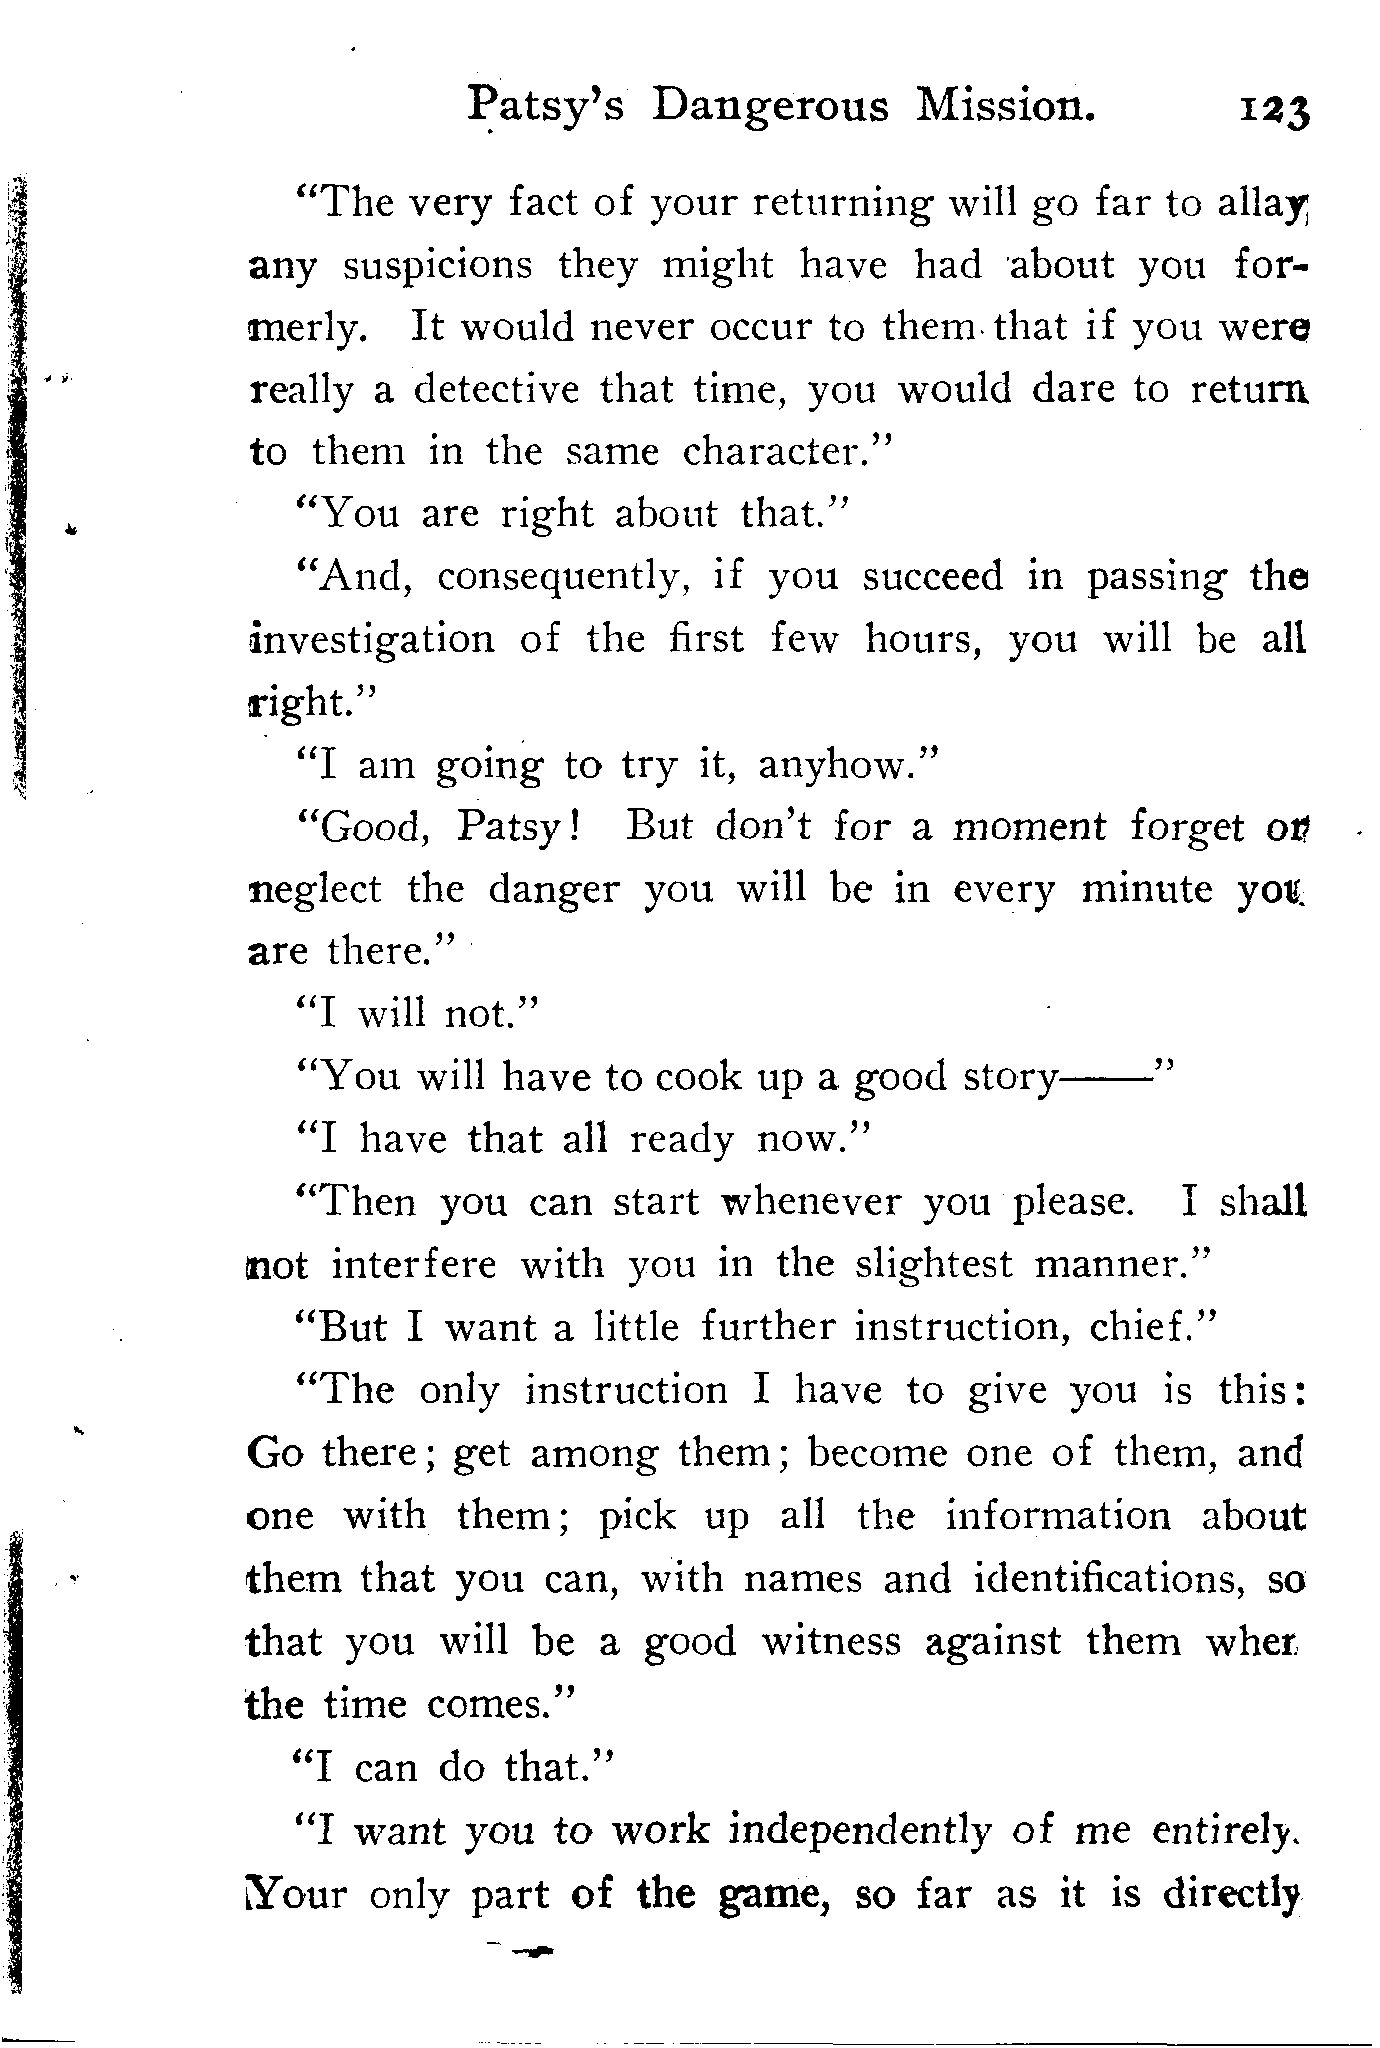 Patsy's Dangerous Mission. 123
"The very fact of your returning will go far to allay
any suspicions they might have had about you for-
merly. It would never occur to them that if you were
really a detective that time, you would dare to return
to them in the same character."
"You are right about that."
"And, consequently, if you succeed in passing the
investigation of the first few hours, you will be all
right."
"I am going to try it, anyhow."
"Good, Patsy! But don't for a moment forget or
neglect the danger you will be in every minute you
are there."
"I will not."
"You will have to cook up a good story——"
"I have that all ready now."
"Then you can start whenever you please. I shall
not interfere with you in the slightest manner."
"But I want a little further instruction, chief."
"The only instruction I have to give you is this:
Go there; get among them; become one of them, and
one with them; pick up all the information about
them that you can, with names and identifications, so
that you will be a good witness against them when
the time comes."
"I can do that."
"I want you to work independently of me entirely.
Your only part of the game, so far as it is directly